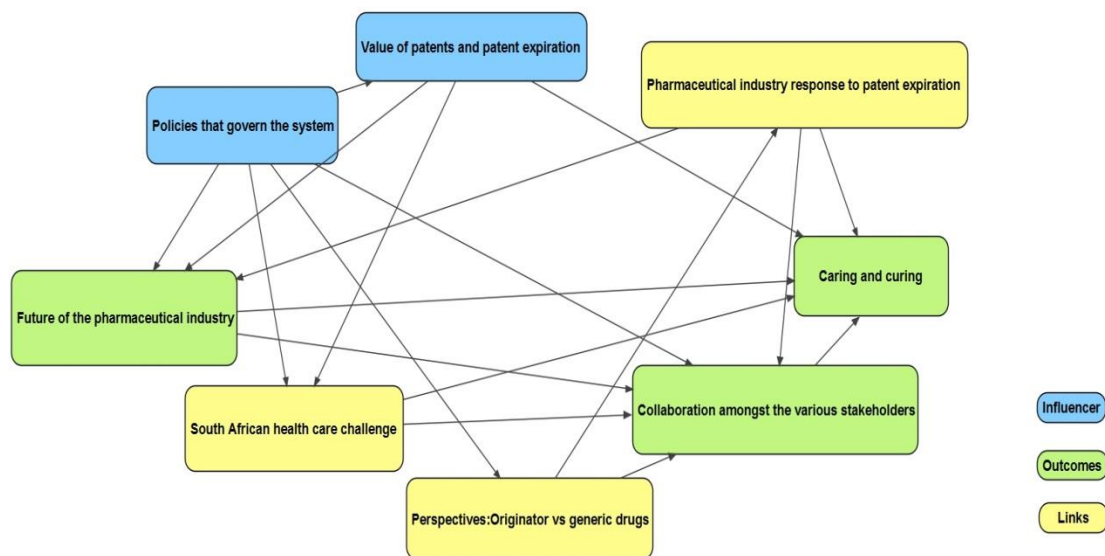 Value of patents and patent expiration
Pharmaceutical industry response to patent expiration
Policies that govern the system
Caring and curing
Future of the pharmaceutical industry
Collaboration amongst the various stakeholders
South African health care challenge
Perspectives:Originator vs generic drugs
Influencer
Outcomes
Links